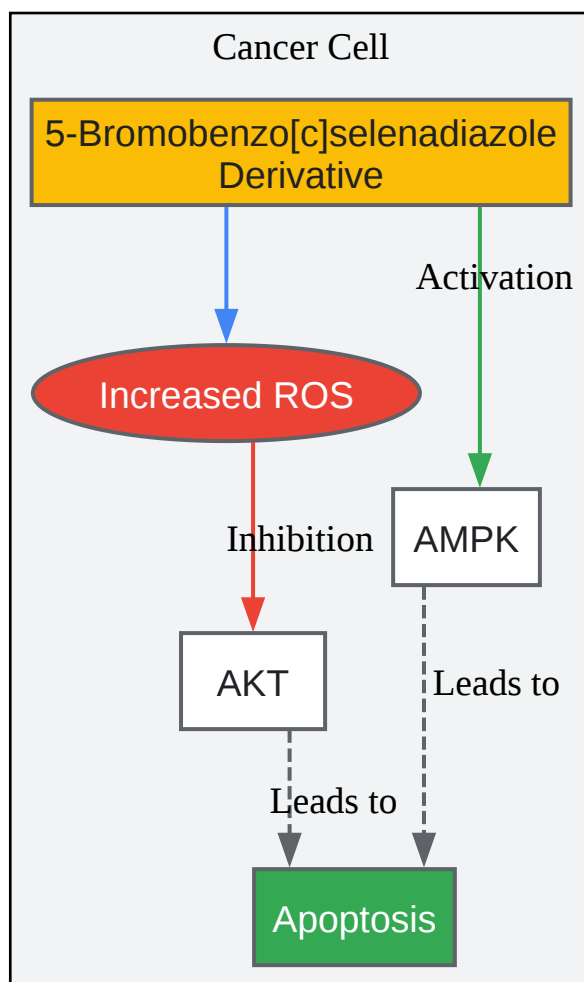 Cancer Cell
5-Bromobenzo[c]selenadiazole
Derivative
Activation
Increased ROS
Inhibition
AMPK
AKT
Leads to
Leads to
Apoptosis